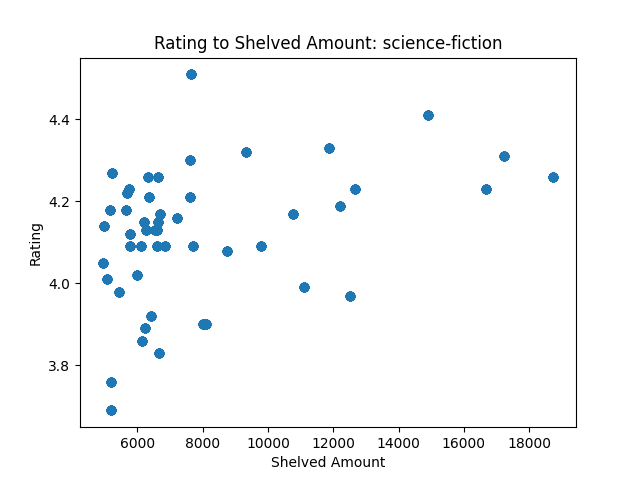 Rating to Shelved Amount: science-fiction
4.4
4.2
4.0
3.8
Rating
6000 8000 10000 12000 14000 16000 18000
Shelved Amount